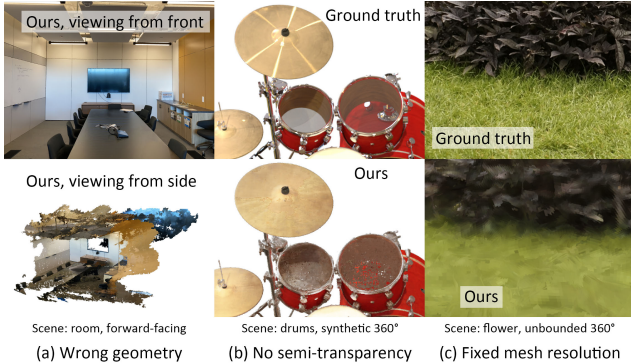 Ours, viewing from front
Ground truth
Ground truth
Ours, viewing from side
Ours
Ours
Scene: room, forward-facing
Scene: drums, synthetic 360°
Scene: flower, unbounded 360°
(a) Wrong geometry
(b) No semi-transparency
(c) Fixed mesh resolution